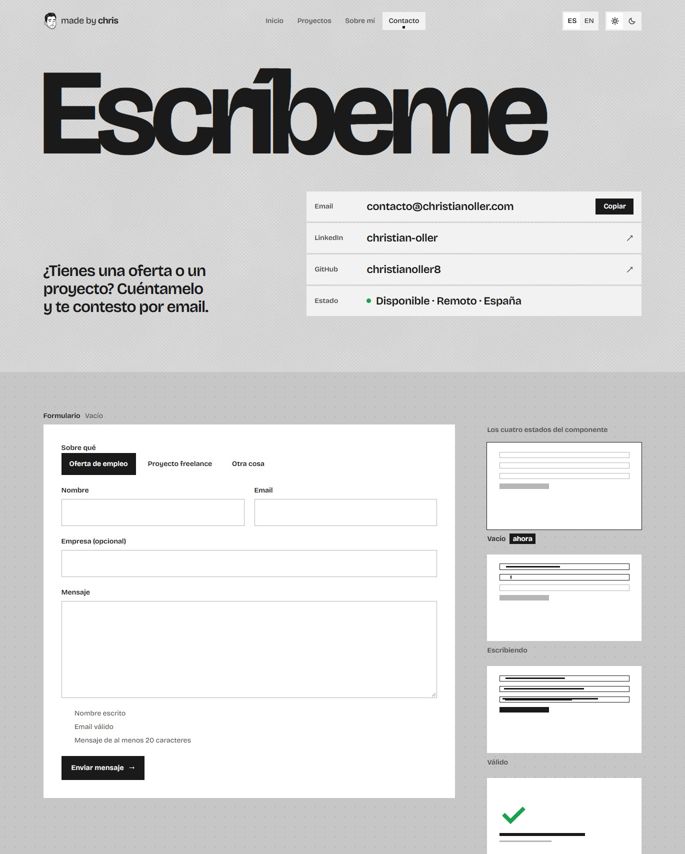 made by chris
Inicio
Proyectos
Sobre mí
Contacto
ES
EN
Escríbeme
Email
contacto@christianoller.com
Copiar
LinkedIn
christian-oller
↗
GitHub
christianoller8
↗
Estado
Disponible · Remoto · España
¿Tienes una oferta o un
proyecto? Cuéntamelo
y te contesto por email.
Formulario Vacío
Sobre qué
Oferta de empleo
Proyecto freelance
Otra cosa
Nombre
Email
Empresa (opcional)
Mensaje
Nombre escrito
Email válido
Mensaje de al menos 20 caracteres
Enviar mensaje →
Los cuatro estados del componente
Vacío ahora
Escribiendo
Válido